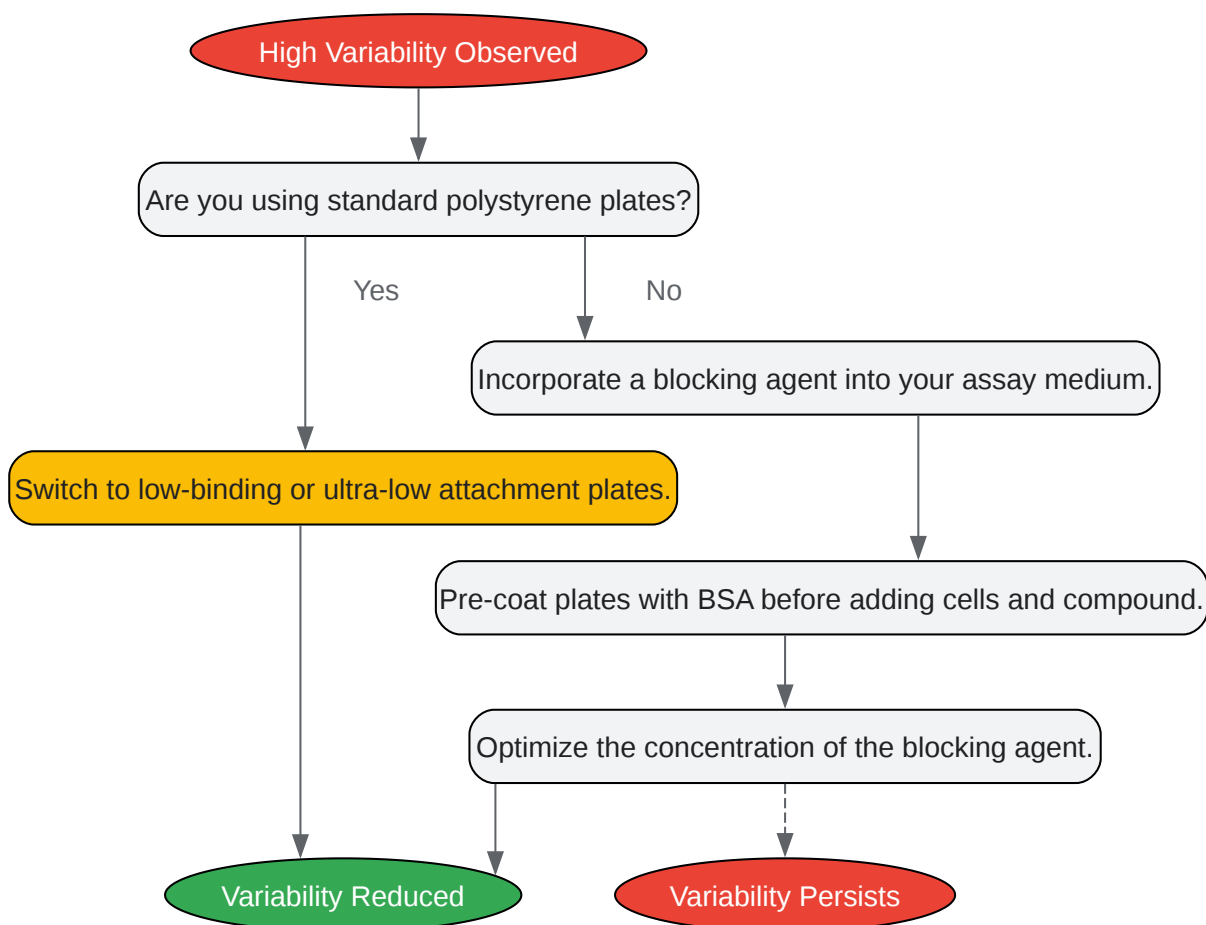 High Variability Observed
Are you using standard polystyrene plates?
Yes
No
Incorporate a blocking agent into your assay medium.
Switch to low-binding or ultra-low attachment plates.
Pre-coat plates with BSA before adding cells and compound.
Optimize the concentration of the blocking agent.
Variability Reduced
Variability Persists